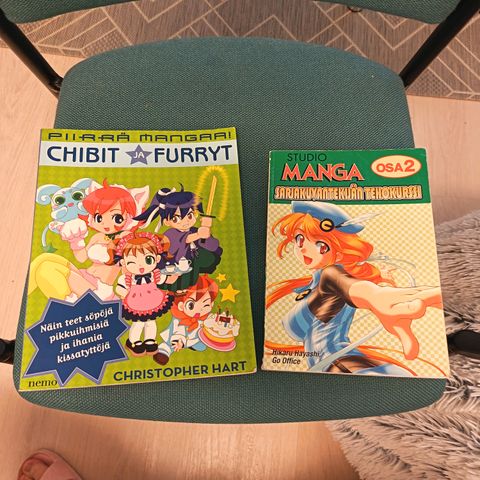 PIIRRÄ MANGAA!
CHIBIT JA FURRYT
Näin teet söpöjä
pikkuihmisiä
ja ihania
kissatyttöjä
nemo
CHRISTOPHER HART
STUDIO
MANGA
OSA 2
SARJAKUVANTEKIJÄN TEHOKURSSI
Hikaru Hayashi
Go Office